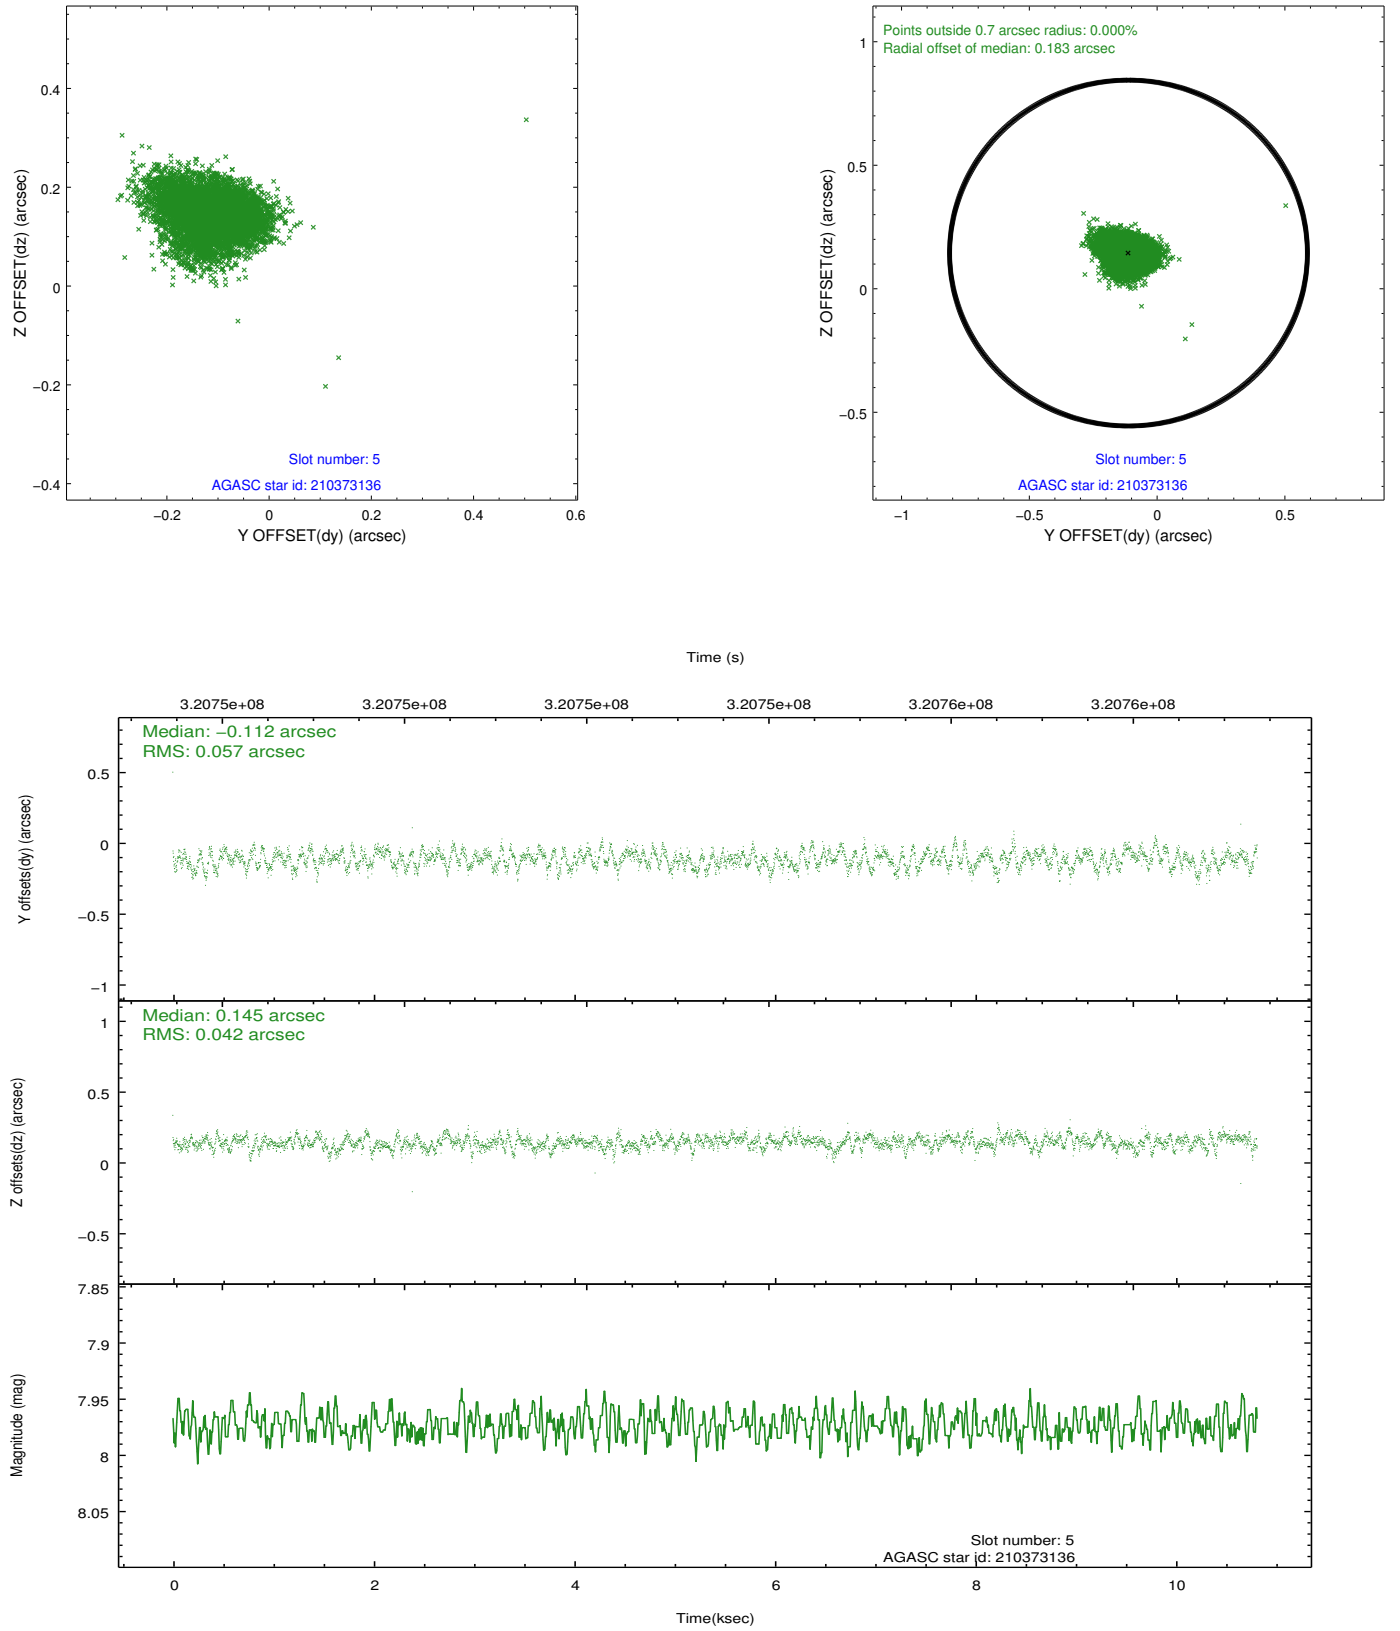 0.4
0.2
0
−0.2
−0.4
Z OFFSET(dz) (arcsec)
Slot number: 5
AGASC star id: 210373136
−0.2
0
0.2
0.4
0.6
Y OFFSET(dy) (arcsec)
Points outside 0.7 arcsec radius: 0.000%
Radial offset of median: 0.183 arcsec
1
0.5
0
−0.5
Z OFFSET(dz) (arcsec)
Slot number: 5
AGASC star id: 210373136
−1
−0.5
0
0.5
Y OFFSET(dy) (arcsec)
Time (s)
3.2075e+08
3.2075e+08
3.2075e+08
3.2075e+08
3.2076e+08
3.2076e+08
Median: −0.112 arcsec
RMS: 0.057 arcsec
0.5
0
−0.5
−1
Y offsets(dy) (arcsec)
Median: 0.145 arcsec
RMS: 0.042 arcsec
1
0.5
0
−0.5
Z offsets(dz) (arcsec)
7.85
7.9
7.95
8
8.05
Magnitude (mag)
Slot number: 5
AGASC star id: 210373136
0
2
4
6
8
10
Time(ksec)